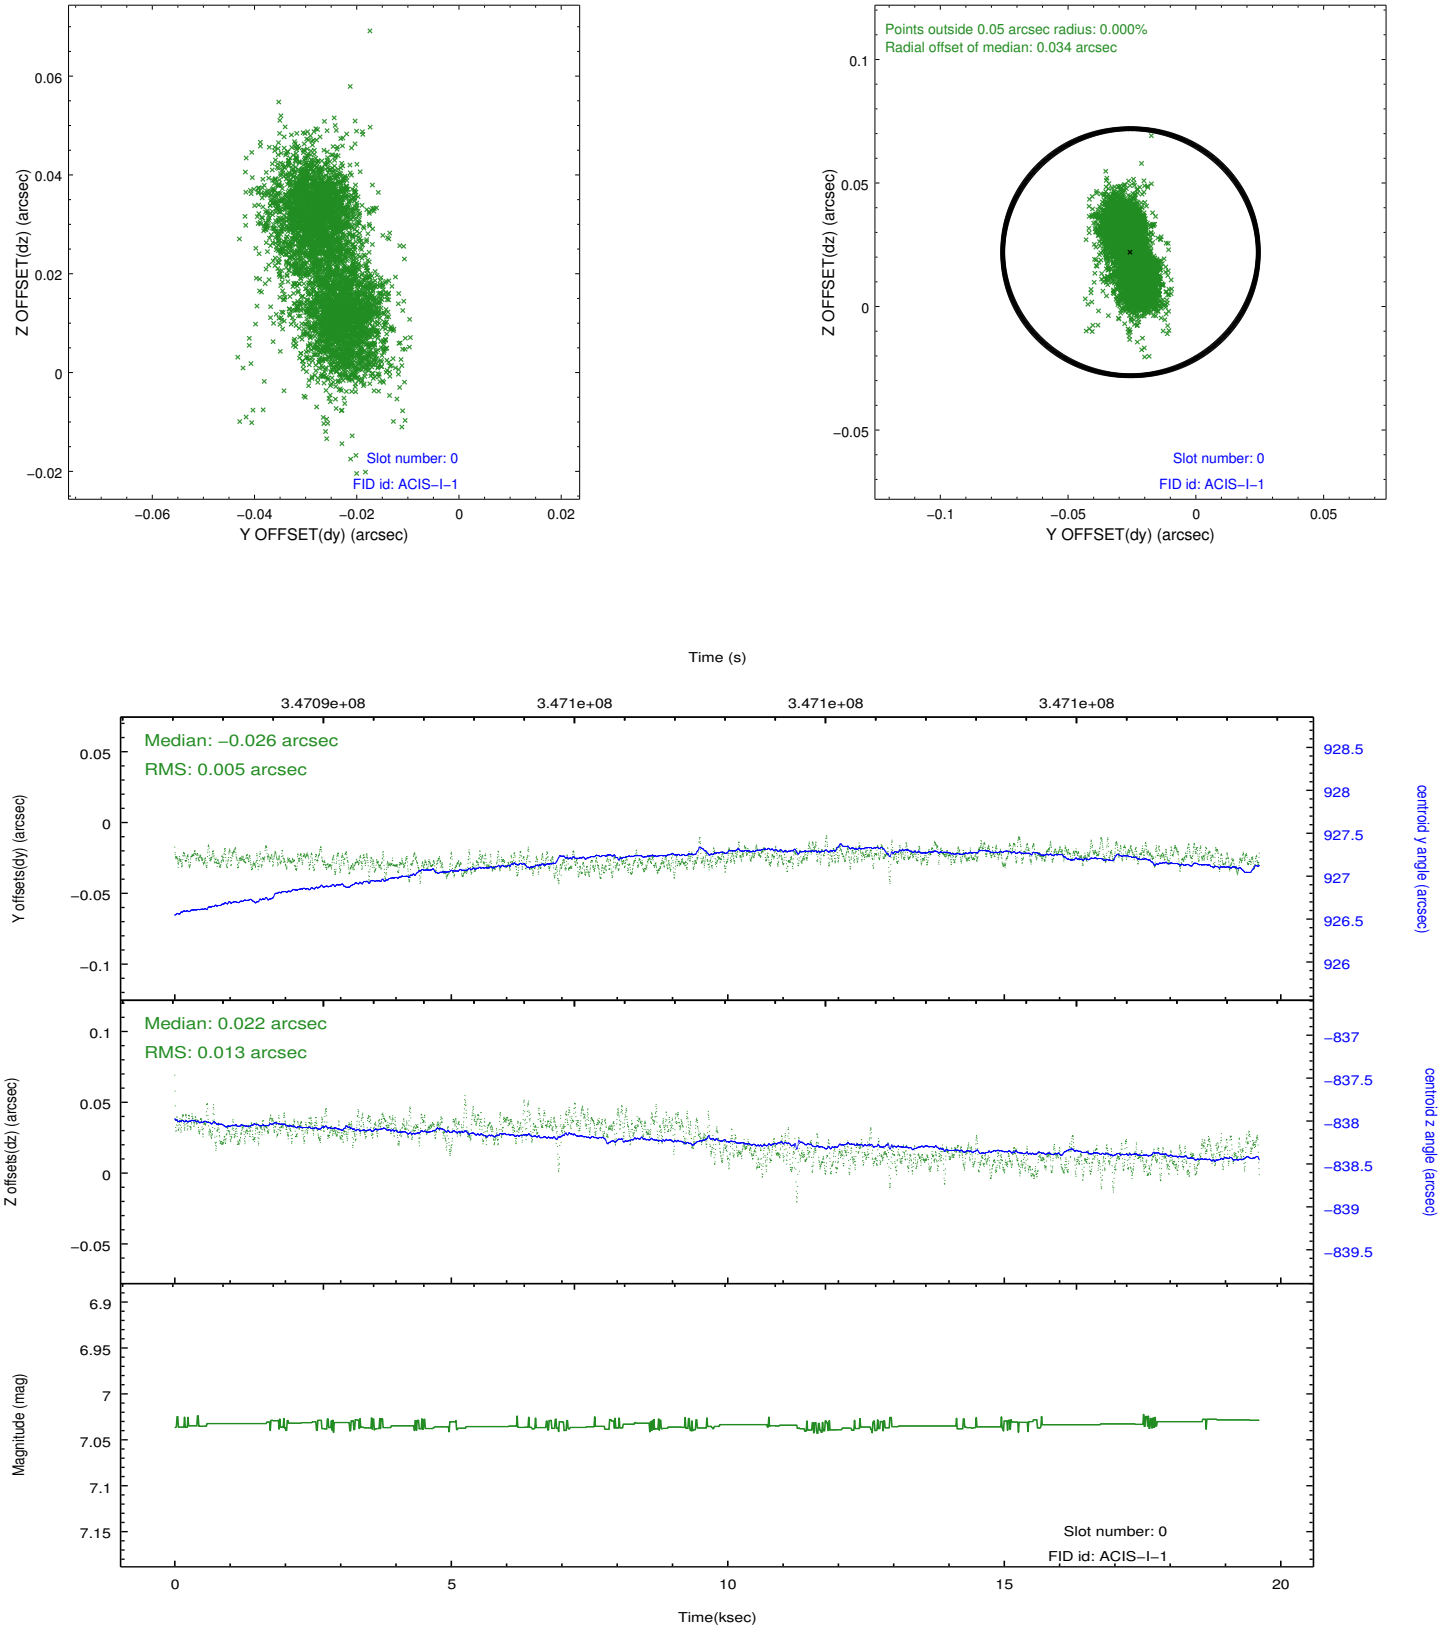 0.06
0.04
0.02
0
−0.02
Z OFFSET(dz) (arcsec)
Slot number: 0
FID id: ACIS−I−1
−0.06
−0.04
−0.02
0
0.02
Y OFFSET(dy) (arcsec)
Points outside 0.05 arcsec radius: 0.000%
Radial offset of median: 0.034 arcsec
0.1
0.05
0
−0.05
Z OFFSET(dz) (arcsec)
Slot number: 0
FID id: ACIS−I−1
−0.1
−0.05
0
0.05
Y OFFSET(dy) (arcsec)
Time (s)
3.4709e+08
3.471e+08
3.471e+08
3.471e+08
Median: −0.026 arcsec
RMS: 0.005 arcsec
0.05
0
−0.05
−0.1
Y offsets(dy) (arcsec)
928.5
928
927.5
927
926.5
926
centroid y angle (arcsec)
Median: 0.022 arcsec
RMS: 0.013 arcsec
0.1
0.05
0
−0.05
Z offsets(dz) (arcsec)
−837
−837.5
−838
−838.5
−839
−839.5
centroid z angle (arcsec)
6.9
6.95
7
7.05
7.1
7.15
Magnitude (mag)
Slot number: 0
FID id: ACIS−I−1
0
5
10
15
20
Time(ksec)